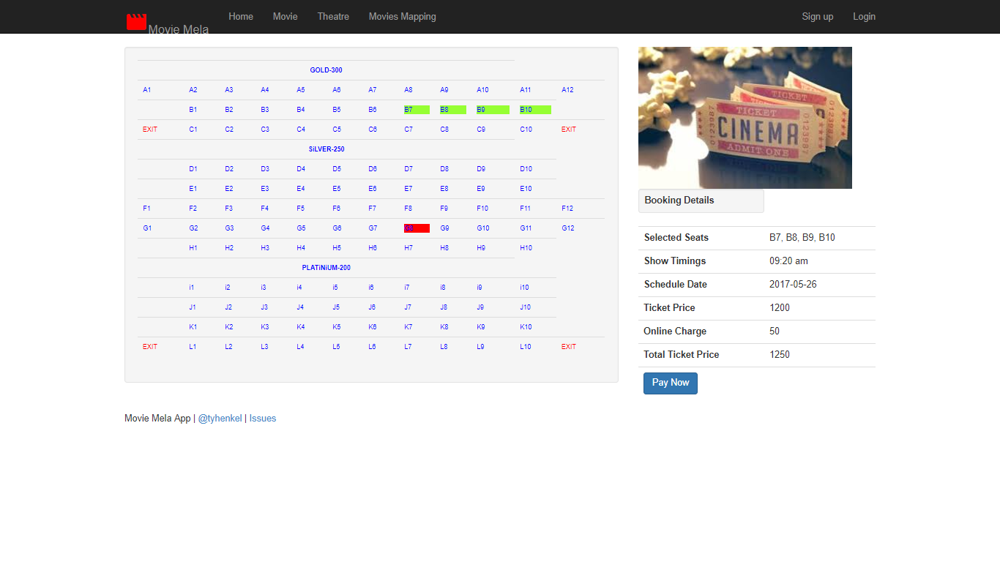 Movie Mela Home Movie Theatre Movies Mapping Sign up Login
GOLD-300
A1 A2 A3 A4 A5 A6 A7 A8 A9 A10 A11 A12
B1 B2 B3 B4 B5 B6 B7 B8 B9 B10
EXIT C1 C2 C3 C4 C5 C6 C7 C8 C9 C10 EXIT
SiLVER-250
D1 D2 D3 D4 D5 D6 D7 D8 D9 D10
E1 E2 E3 E4 E5 E6 E7 E8 E9 E10
F1 F2 F3 F4 F5 F6 F7 F8 F9 F10 F11 F12
G1 G2 G3 G4 G5 G6 G7 G8 G9 G10 G11 G12
H1 H2 H3 H4 H5 H6 H7 H8 H9 H10
PLATiNiUM-200
i1 i2 i3 i4 i5 i6 i7 i8 i9 i10
J1 J2 J3 J4 J5 J6 J7 J8 J9 J10
K1 K2 K3 K4 K5 K6 K7 K8 K9 K10
EXIT L1 L2 L3 L4 L5 L6 L7 L8 L9 L10 EXIT
TICKET
TICKET
CINEMA
ADMIT ONE
0123987
0123987
Booking Details
Selected Seats B7, B8, B9, B10
Show Timings 09:20 am
Schedule Date 2017-05-26
Ticket Price 1200
Online Charge 50
Total Ticket Price 1250
Pay Now
Movie Mela App | @tyhenkel | Issues